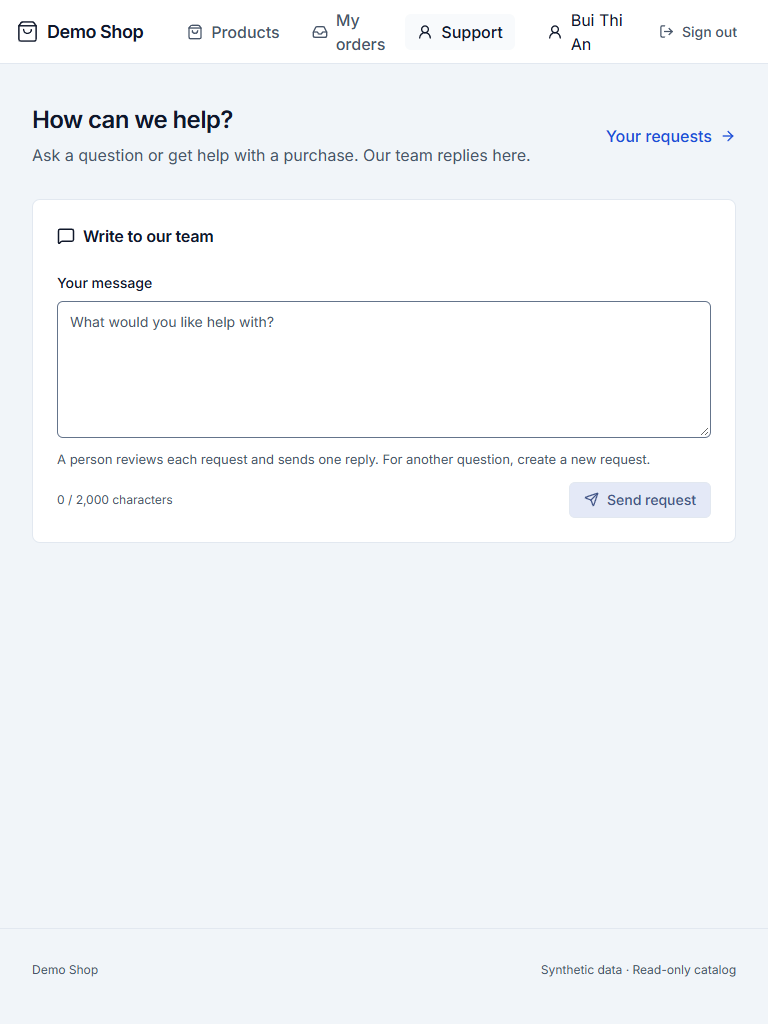 Demo Shop
Products
My
orders
Support
Bui Thi
An
Sign out
How can we help?
Ask a question or get help with a purchase. Our team replies here.
Your requests
Write to our team
Your message
What would you like help with?
A person reviews each request and sends one reply. For another question, create a new request.
0 / 2,000 characters
Send request
Demo Shop
Synthetic data · Read-only catalog